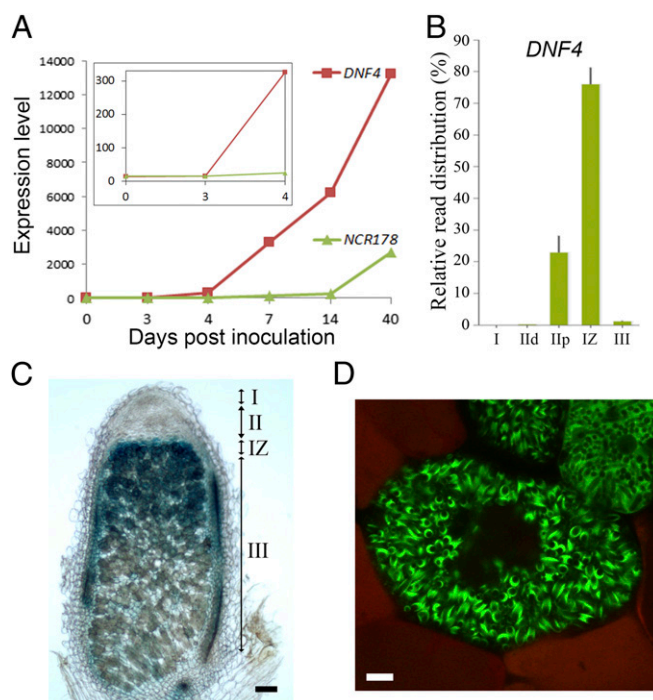 A
Expression level
14000
12000
10000
8000
6000
4000
2000
0
300
200
100
0
0 3 4
DNF4
NCR178
0 3 4 7 14 40
Days post inoculation
B
DNF4
Relative read distribution (%)
90
80
70
60
50
40
30
20
10
0
I IId IIp IZ III
C
I
II
IZ
III
D